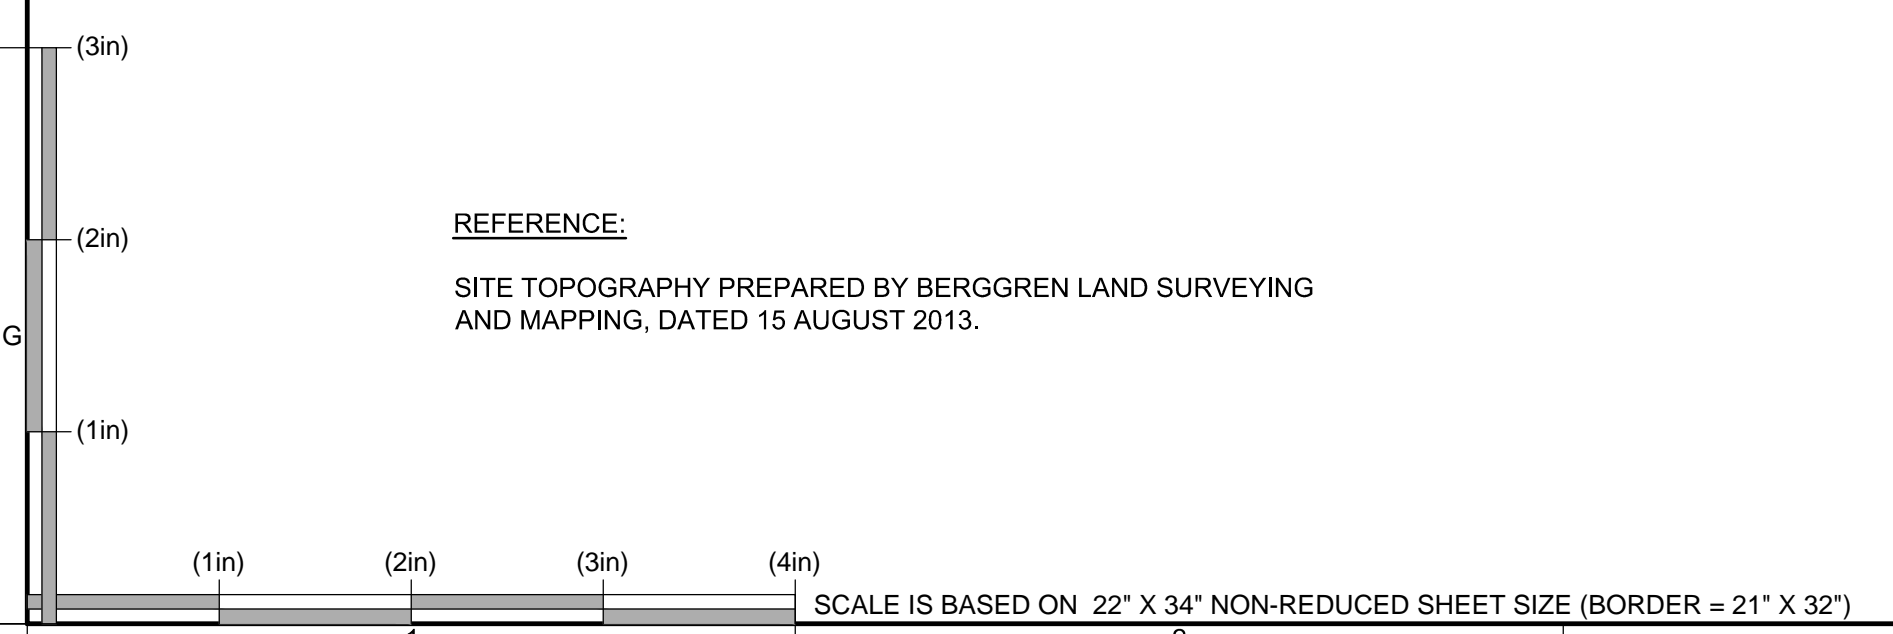 (3in)
(2in)
REFERENCE:
SITE TOPOGRAPHY PREPARED BY BERGGREN LAND SURVEYING
AND MAPPING, DATED 15 AUGUST 2013.
G
(1in)
(1in) (2in) (3in) (4in)
SCALE IS BASED ON 22" X 34" NON-REDUCED SHEET SIZE (BORDER = 21" X 32")